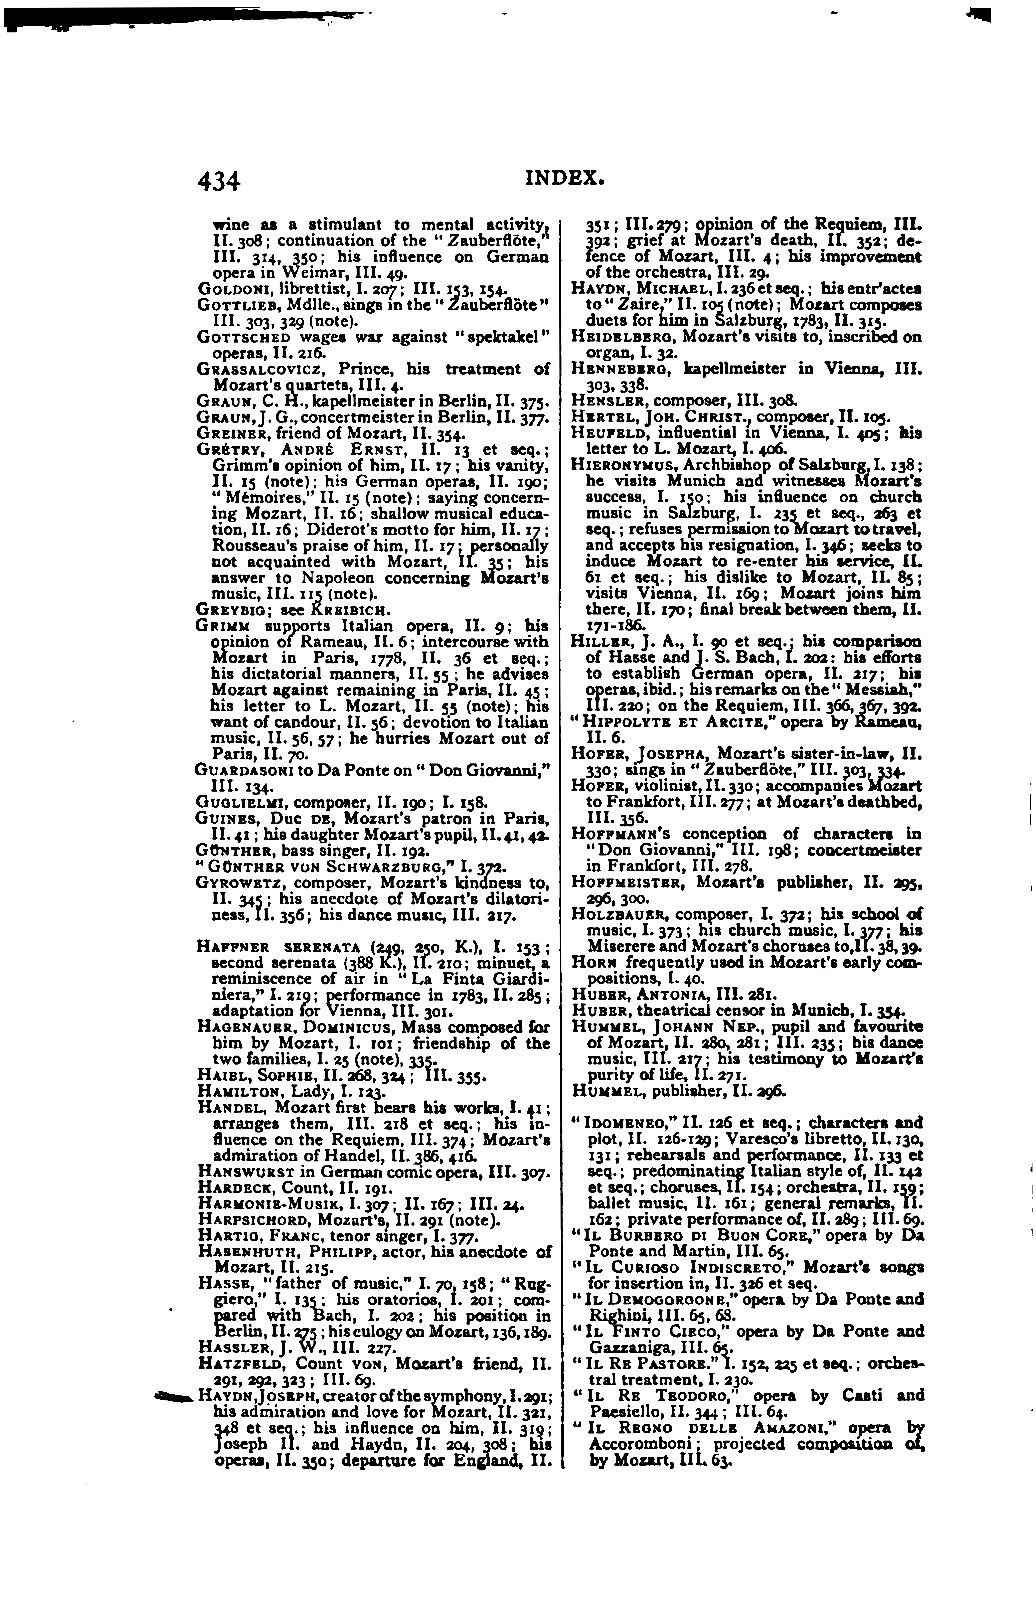 434
INDEX.
wine as a stimulant to mental activity,
II. 308; continuation of the "Zauberflöte,"
III. 314, 350; his influence on German
opera in Weimar, III. 49.
GOLDONI, librettist, I. 207; III. 153, 154.
GOTTLIEB, Mdlle., sings in the "Zauberflöte"
III. 303, 329 (note).
GOTTSCHED wages war against "spektakel"
operas, II. 216.
GRASSALCOVICZ, Prince, his treatment of
Mozart's quartets, III. 4.
GRAUN, C. H., kapellmeister in Berlin, II. 375.
GRAUN, J. G., concertmeister in Berlin, II. 377.
GREINER, friend of Mozart, II. 354.
GRÉTRY, ANDRÉ ERNST, II. 13 et seq.;
Grimm's opinion of him, II. 17; his vanity,
II. 15 (note); his German operas, II. 190;
"Mémoires," II. 15 (note); saying concern-
ing Mozart, II. 16; shallow musical educa-
tion, II. 16; Diderot's motto for him, II. 17;
Rousseau's praise of him, II. 17; personally
not acquainted with Mozart, II. 35; his
answer to Napoleon concerning Mozart's
music, III. 115 (note).
GREYBIG; see KREIBICH.
GRIMM supports Italian opera, II. 9; his
opinion of Rameau, II. 6; intercourse with
Mozart in Paris, 1778, II. 36 et seq.;
his dictatorial manners, II. 55; he advises
Mozart against remaining in Paris, II. 45;
his letter to L. Mozart, II. 55 (note); his
want of candour, II. 56; devotion to Italian
music, II. 56, 57; he hurries Mozart out of
Paris, II. 70.
GUARDASONI to Da Ponte on "Don Giovanni,"
III. 134.
GUGLIELMI, composer, II. 190; I. 158.
GUINES, DUC DE, Mozart's patron in Paris,
II. 41; his daughter Mozart's pupil, II. 41, 42.
GÜNTHER, bass singer, II. 192.
"GÜNTHER VON SCHWARZBURG," I. 372.
GYROWETZ, composer, Mozart's kindness to,
II. 345; his anecdote of Mozart's dilatori-
ness, II. 356; his dance music, III. 217.
HAFFNER SERENATA (249, 250, K.), I. 153;
second serenata (388 K.), II. 210; minuet, a
reminiscence of air in "La Finta Giardi-
niera," I. 219; performance in 1783, II. 285;
adaptation for Vienna, III. 301.
HAGENAUER, DOMINICUS, Mass composed for
him by Mozart, I. 101; friendship of the
two families, I. 25 (note), 335.
HAIBL, SOPHIE, II. 268, 324; III. 355.
HAMILTON, Lady, I. 123.
HANDEL, Mozart first hears his works, I. 41;
arranges them, III. 218 et seq.; his in-
fluence on the Requiem, III. 374; Mozart's
admiration of Handel, II. 386, 416.
HANSWURST in German comic opera, III. 307.
HARDECK, Count, II. 191.
HARMONIE-MUSIK, I. 307; II. 167; III. 24.
HARPSICHORD, Mozart's, II. 291 (note).
HARTIG, FRANC, tenor singer, I. 377.
HASENHUTH, PHILIPP, actor, his anecdote of
Mozart, II. 215.
HASSE, "father of music," I. 70, 158; "Rug-
giero," I. 135; his oratorios, I. 201; com-
pared with Bach, I. 202; his position in
Berlin, II. 275; his eulogy on Mozart, 136, 189.
HASSLER, J. W., III. 227.
HATZFELD, Count VON, Mozart's friend, II.
291, 292, 323; III. 69.
HAYDN, JOSEPH, creator of the symphony, I. 291;
his admiration and love for Mozart, II. 321,
348 et seq.; his influence on him, II. 319;
Joseph II. and Haydn, II. 204, 308; his
operas, II. 350; departure for England, II.
351; III. 279; opinion of the Requiem, III.
392; grief at Mozart's death, II. 352; de-
fence of Mozart, III. 4; his improvement
of the orchestra, III. 29.
HAYDN, MICHAEL, I. 236 et seq.; his entr'actes
to "Zaire," II. 105 (note); Mozart composes
duets for him in Salzburg, 1783, II. 315.
HEIDELBERG, Mozart's visits to, inscribed on
organ, I. 32.
HENNEBERG, kapellmeister in Vienna, III.
303, 338.
HENSLER, composer, III. 308.
HERTEL, JOH. CHRIST., composer, II. 105.
HEUFELD, influential in Vienna, I. 405; his
letter to L. Mozart, I. 406.
HIERONYMUS, Archbishop of Salzburg, I. 138;
he visits Munich and witnesses Mozart's
success, I. 150; his influence on church
music in Salzburg, I. 235 et seq., 263 et
seq.; refuses permission to Mozart to travel,
and accepts his resignation, I. 346; seeks to
induce Mozart to re-enter his service, II.
61 et seq.; his dislike to Mozart, II. 85;
visits Vienna, II. 169; Mozart joins him
there, II. 170; final break between them, II.
171-186.
HILLER, J. A., I. 90 et seq.; his comparison
of Hasse and J. S. Bach, I. 202: his efforts
to establish German opera, II. 217; his
operas, ibid.; his remarks on the "Messiah,"
III. 220; on the Requiem, III. 366, 367, 392.
"HIPPOLYTE ET ARCITE," opera by Rameau,
II. 6.
HOFER, JOSEPHA, Mozart's sister-in-law, II.
330; sings in "Zauberflöte," III. 303, 334.
HOFER, violinist, II. 330; accompanies Mozart
to Frankfort, III. 277; at Mozart's deathbed,
III. 356.
HOFFMANN'S conception of characters in
"Don Giovanni," III. 198; concertmeister
in Frankfort, III. 278.
HOFFMEISTER, Mozart's publisher, II. 295,
296, 300.
HOLZBAUER, composer, I. 372; his school of
music, I. 373; his church music, I. 377; his
Miserere and Mozart's choruses to, II. 38, 39.
HORN frequently used in Mozart's early com-
positions, I. 40.
HUBER, ANTONIA, III. 281.
HUBER, theatrical censor in Munich, I. 354.
HUMMEL, JOHANN NEP., pupil and favourite
of Mozart, II. 280, 281; III. 235; his dance
music, III. 217; his testimony to Mozart's
purity of life, II. 271.
HUMMEL, publisher, II. 296.
"IDOMENEO," II. 126 et seq.; characters and
plot, II. 126-129; Varesco's libretto, II. 130,
131; rehearsals and performance, II. 133 et
seq.; predominating Italian style of, II. 142
et seq.; choruses, II. 154; orchestra, II. 159;
ballet music, II. 161; general remarks, II.
162; private performance of, II. 289; III. 69.
"IL BURBERO DI BUON CORE," opera by Da
Ponte and Martin, III. 65.
"IL CURIOSO INDISCRETO," Mozart's songs
for insertion in, II. 326 et seq.
"IL DEMOGORGONE," opera by Da Ponte and
Righini, III. 65, 68.
"IL FINTO CIECO," opera by Da Ponte and
Gazzaniga, III. 65.
"IL RE PASTORE." I. 152, 225 et seq.; orches-
tral treatment, I. 230.
"IL RE TEODORO," opera by Casti and
Paesiello, II. 344; III. 64.
"IL REGNO DELLE AMAZONI," opera by
Accoromboni; projected composition of,
by Mozart, III. 63.